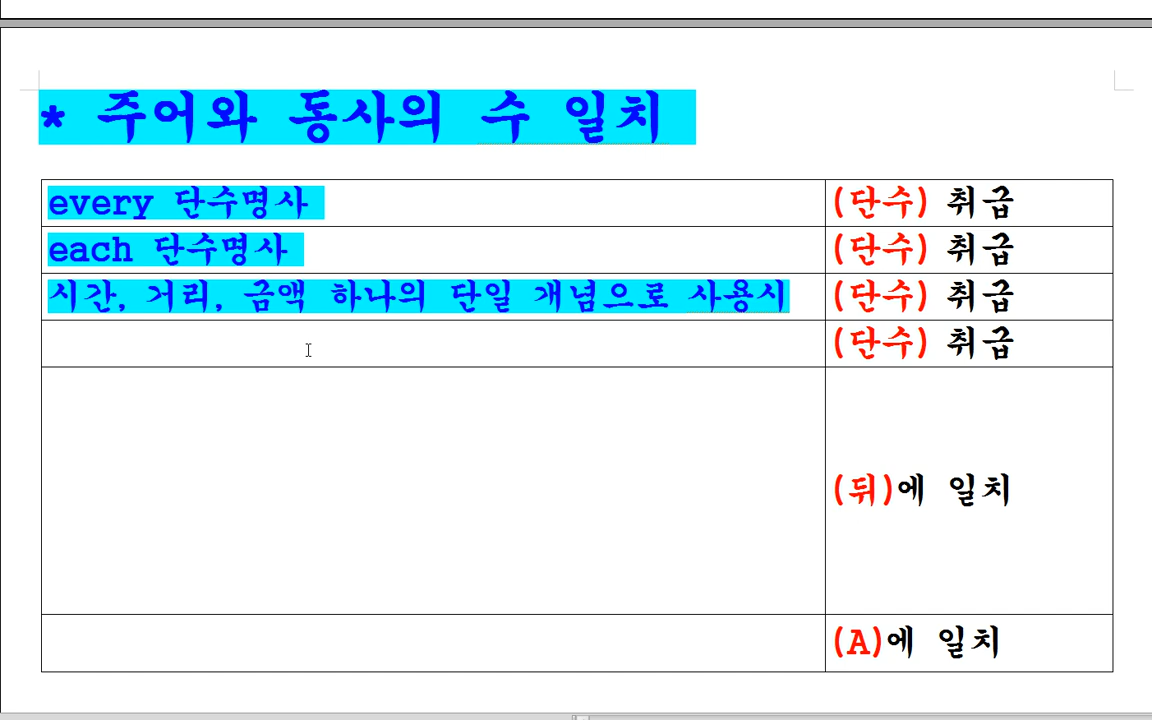 * 주어와 동사의 수 일치
every 단수명사 (단수) 취급
each 단수명사 (단수) 취급
시간, 거리, 금액 하나의 단일 개념으로 사용시 (단수) 취급
(단수) 취급
(뒤)에 일치
(A)에 일치